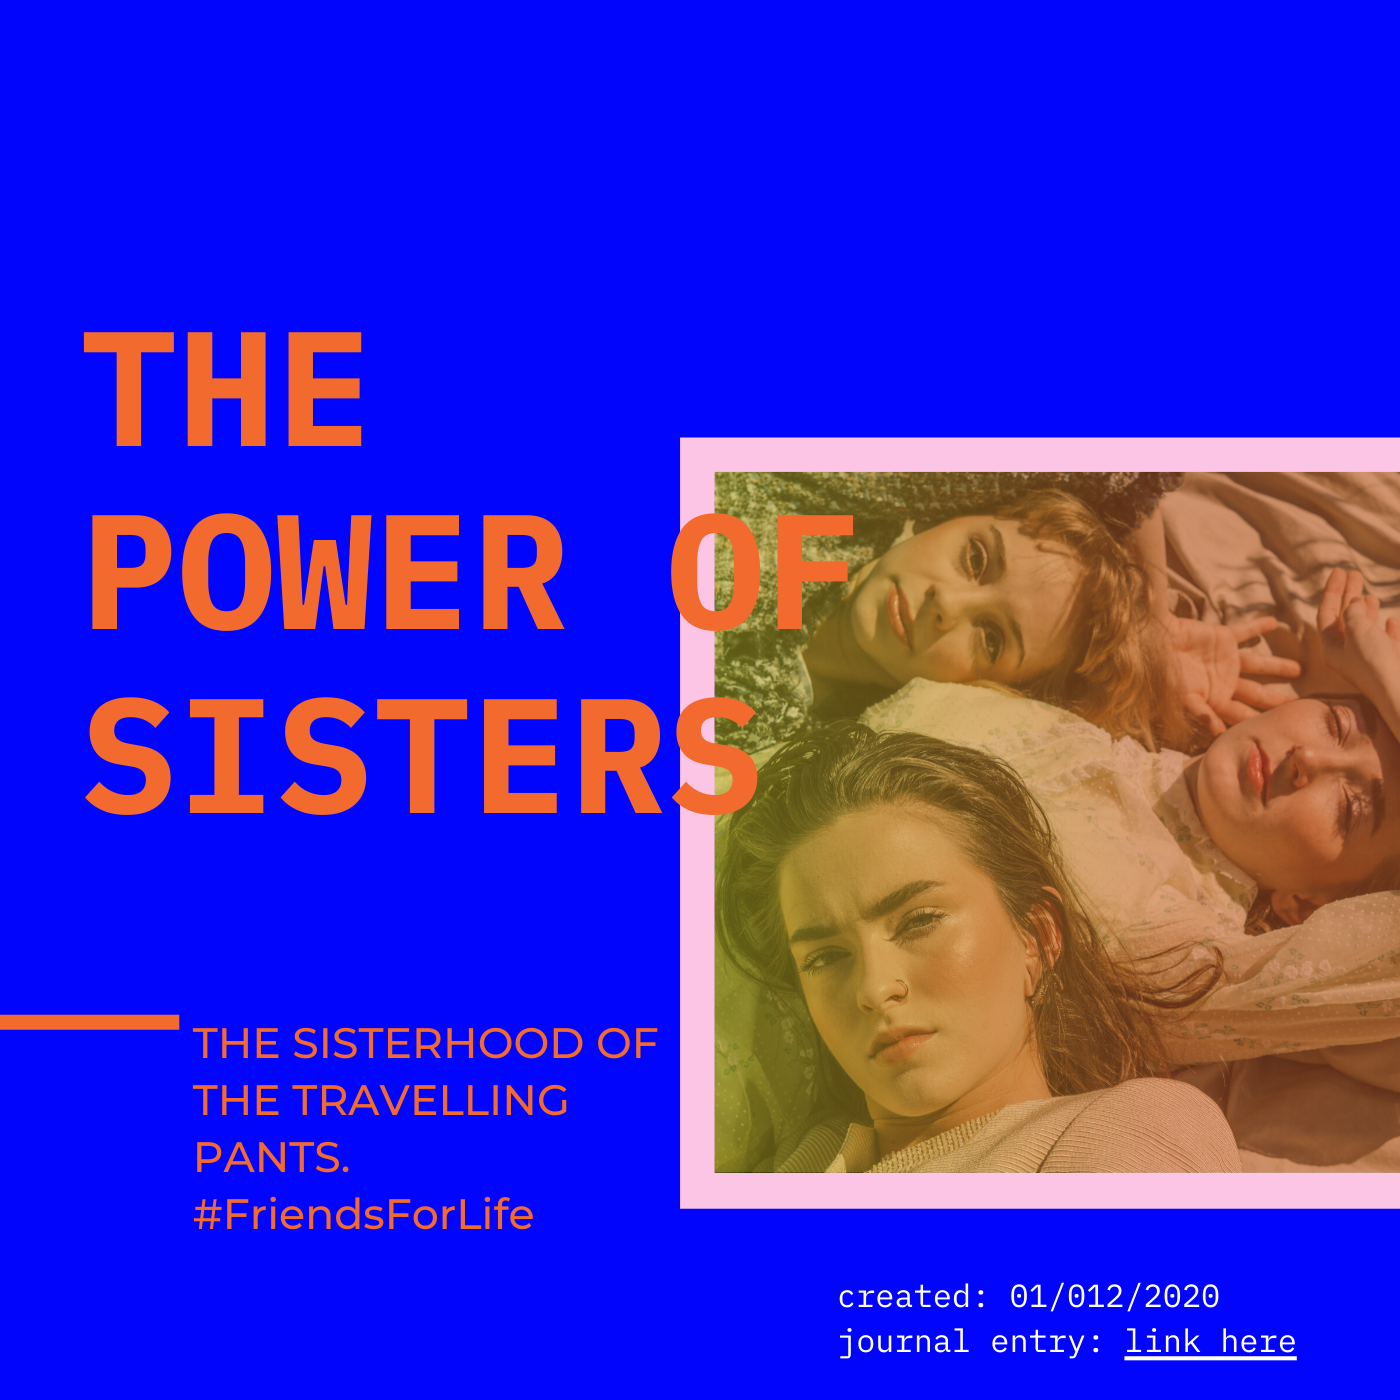 THE
POWER OF
SISTERS
THE SISTERHOOD OF
THE TRAVELLING
PANTS.
#FriendsForLife
created: 01/012/2020
journal entry: link here